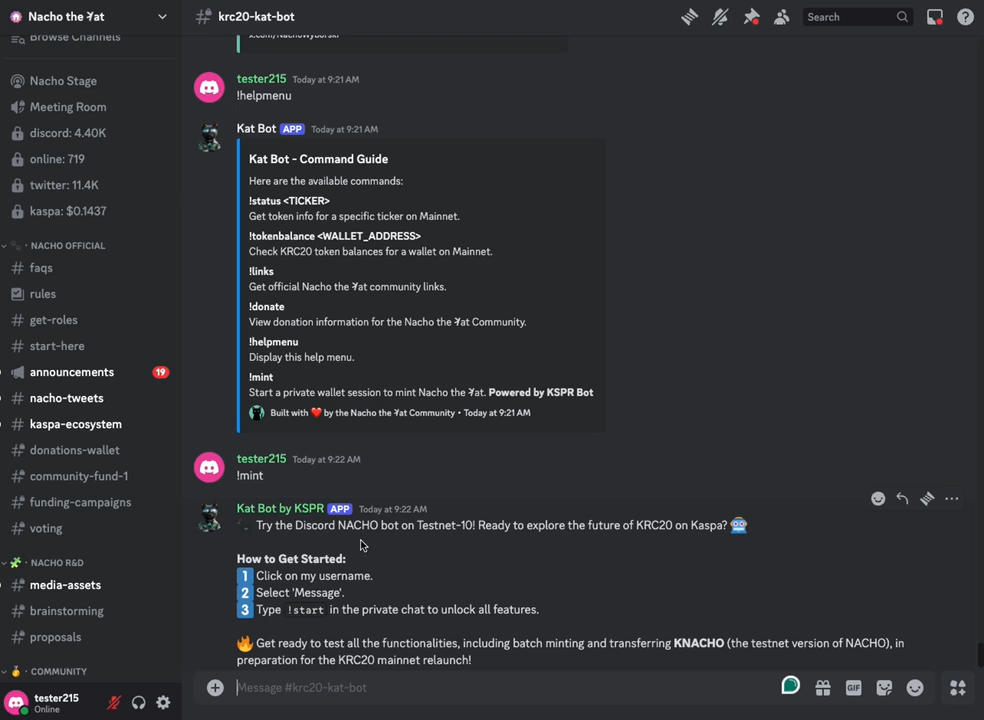 Nacho the 𐤊at
krc20-kat-bot
Search
Browse Channels
Nacho Stage
Meeting Room
discord: 4.40K
online: 719
twitter: 11.4K
kaspa: $0.1437
NACHO OFFICIAL
faqs
rules
get-roles
start-here
announcements
19
nacho-tweets
kaspa-ecosystem
donations-wallet
community-fund-1
funding-campaigns
voting
NACHO R&D
media-assets
brainstorming
proposals
COMMUNITY
tester215
Online
x.com/NachoWyborski
tester215 Today at 9:21 AM
!helpmenu
Kat Bot APP Today at 9:21 AM
Kat Bot - Command Guide
Here are the available commands:
!status <TICKER>
Get token info for a specific ticker on Mainnet.
!tokenbalance <WALLET_ADDRESS>
Check KRC20 token balances for a wallet on Mainnet.
!links
Get official Nacho the 𐤊at community links.
!donate
View donation information for the Nacho the 𐤊at Community.
!helpmenu
Display this help menu.
!mint
Start a private wallet session to mint Nacho the 𐤊at. Powered by KSPR Bot
Built with ❤️ by the Nacho the 𐤊at Community • Today at 9:21 AM
tester215 Today at 9:22 AM
!mint
Kat Bot by KSPR APP Today at 9:22 AM
Try the Discord NACHO bot on Testnet-10! Ready to explore the future of KRC20 on Kaspa? 🤖
How to Get Started:
1 Click on my username.
2 Select 'Message'.
3 Type !start in the private chat to unlock all features.
🔥 Get ready to test all the functionalities, including batch minting and transferring KNACHO (the testnet version of NACHO), in
preparation for the KRC20 mainnet relaunch!
Message #krc20-kat-bot
GIF